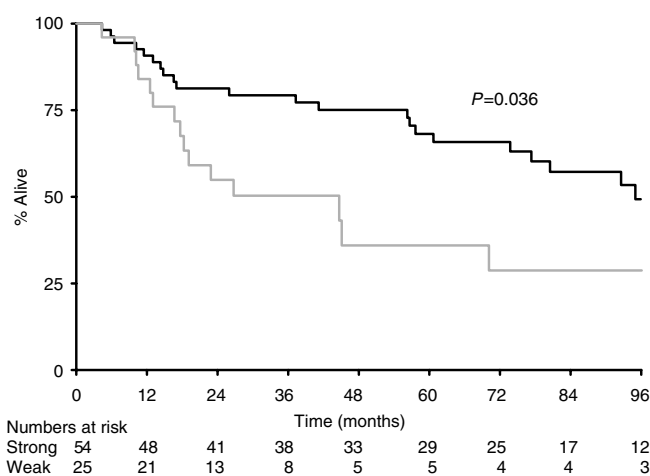 100
75
50
25
0
% Alive
P=0.036
0 12 24 36 48 60 72 84 96
Time (months)
Numbers at risk
Strong 54 48 41 38 33 29 25 17 12
Weak 25 21 13 8 5 5 4 4 3